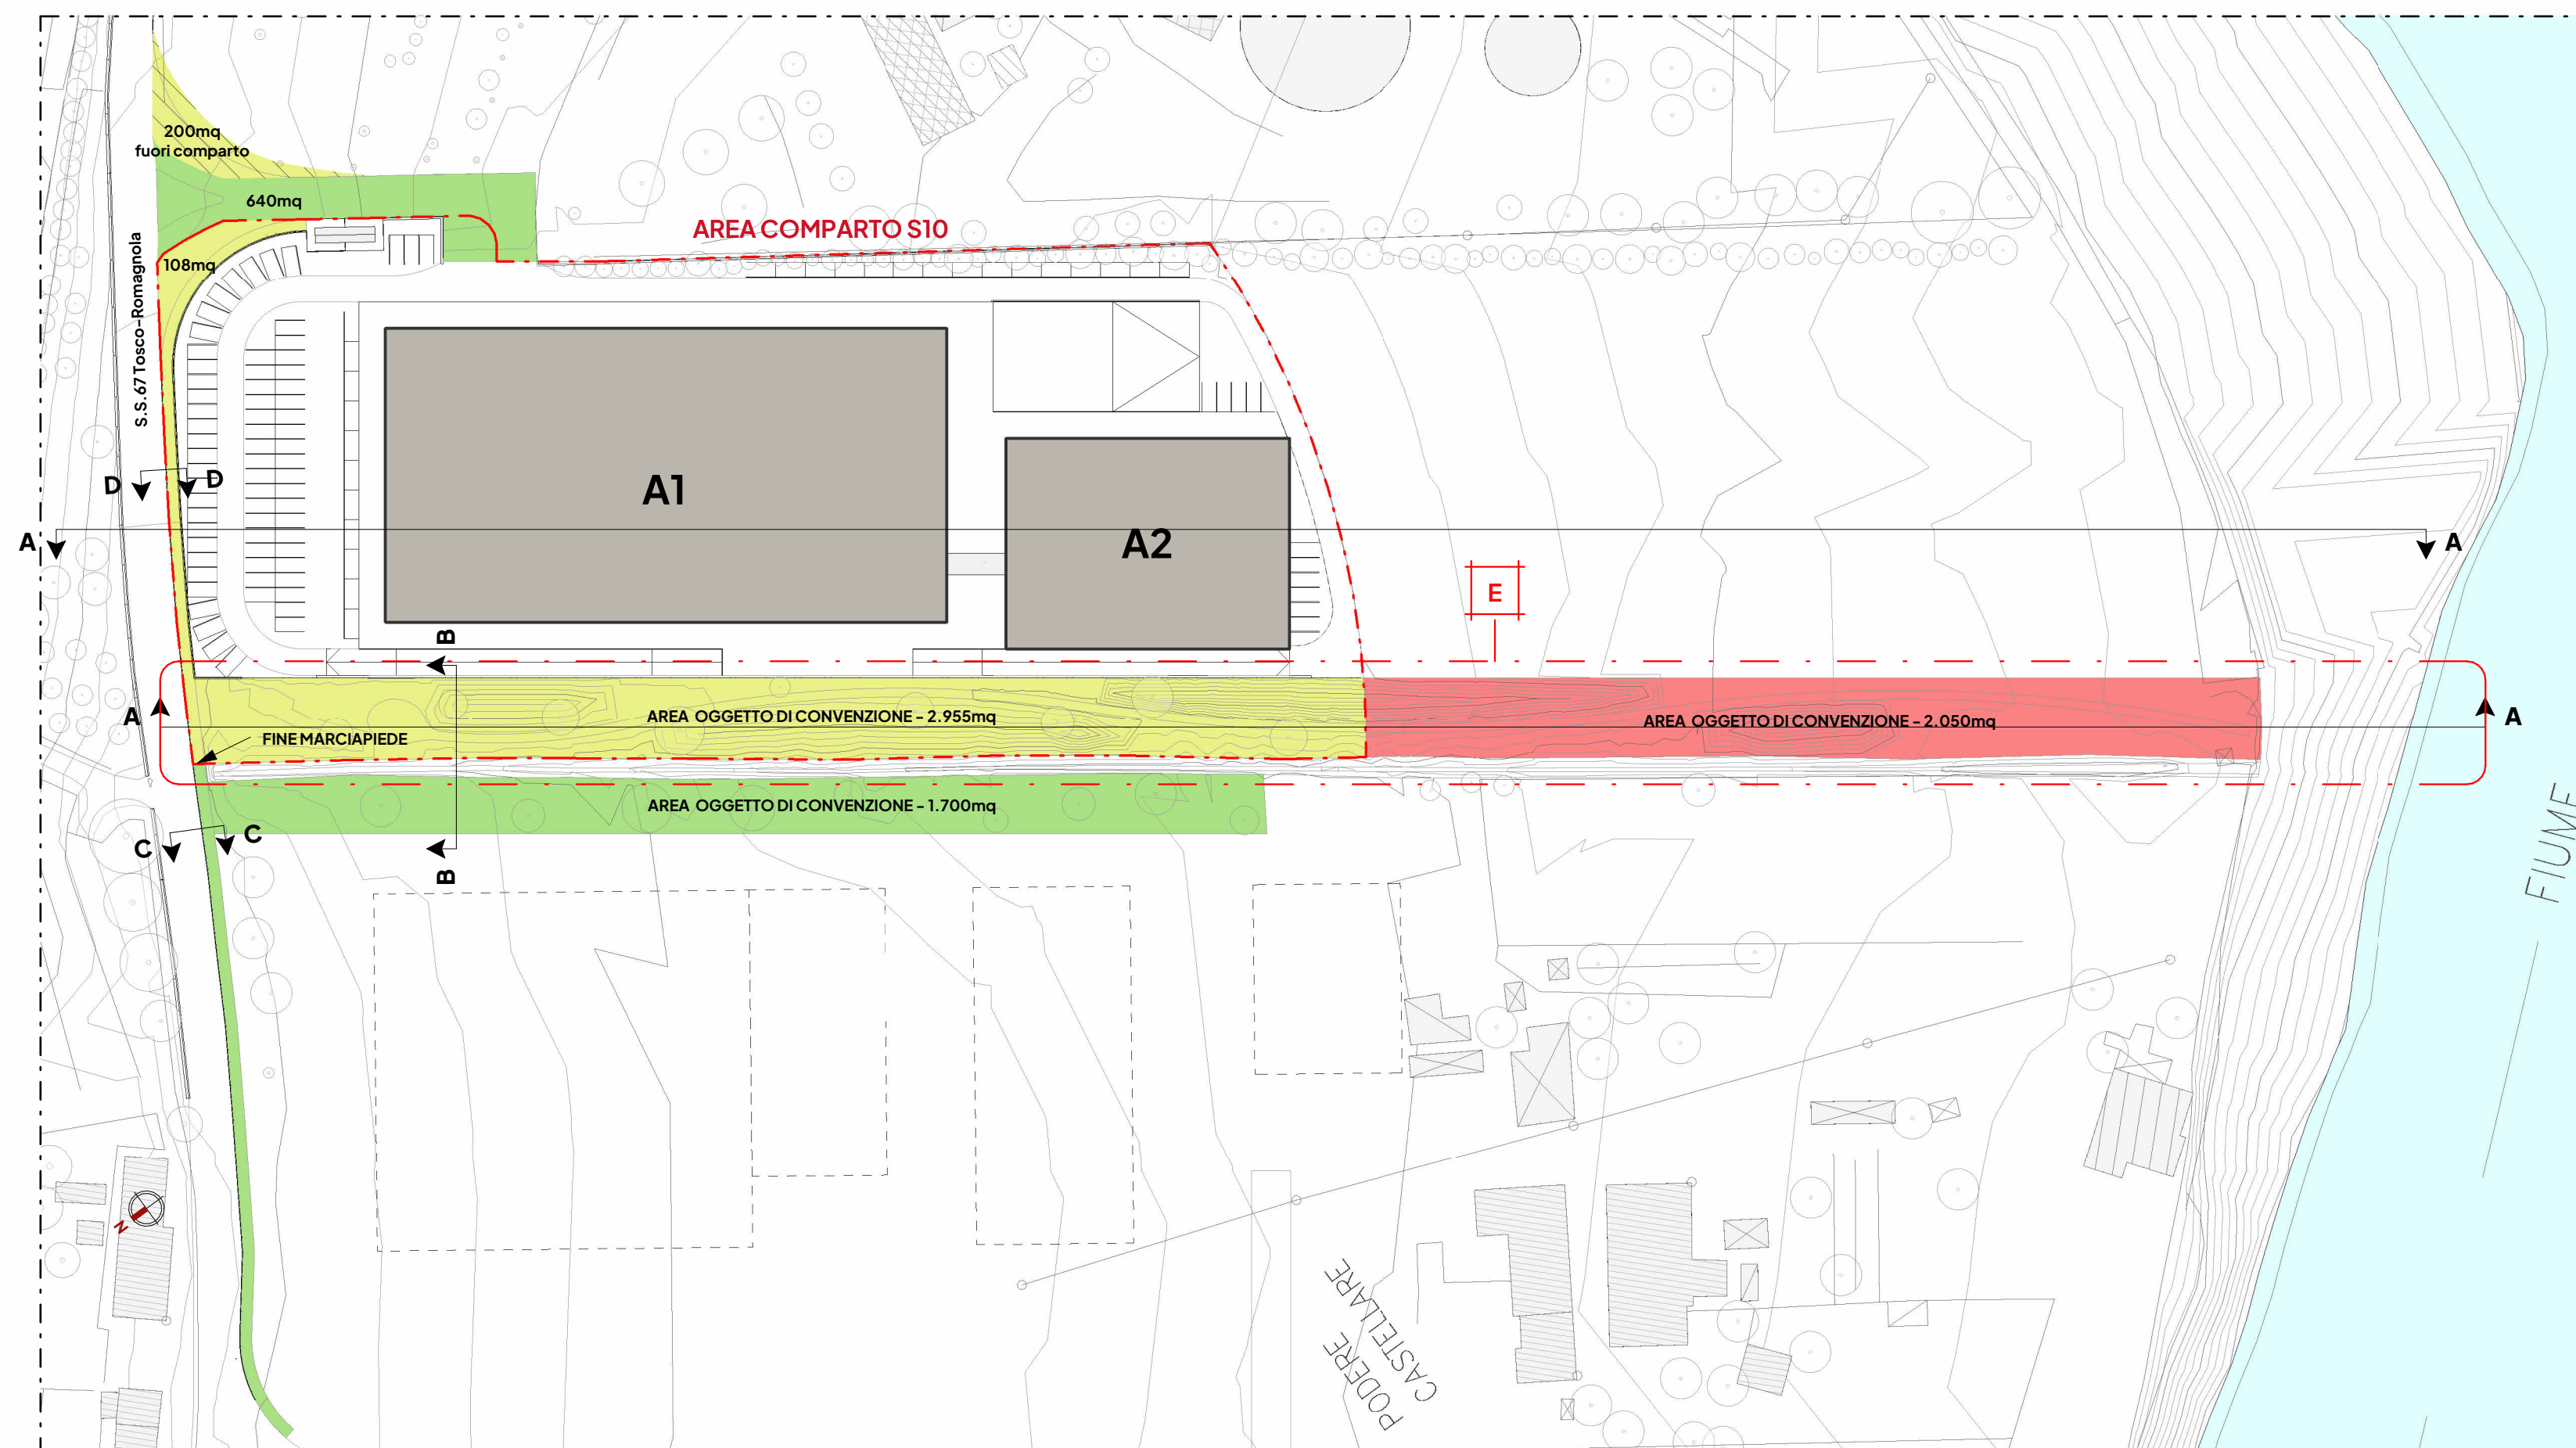 200mq
fuori comparto
640mq
AREA COMPARTO S10
108mq
S.S.67 Tosco-Romagnola
A1
D
D
A2
A
A
E
B
AREA OGGETTO DI CONVENZIONE - 2.955mq
AREA OGGETTO DI CONVENZIONE - 2.050mq
A
A
FINE MARCIAPIEDE
AREA OGGETTO DI CONVENZIONE - 1.700mq
C
C
B
FIUME
N
PODERE
CASTELLARE